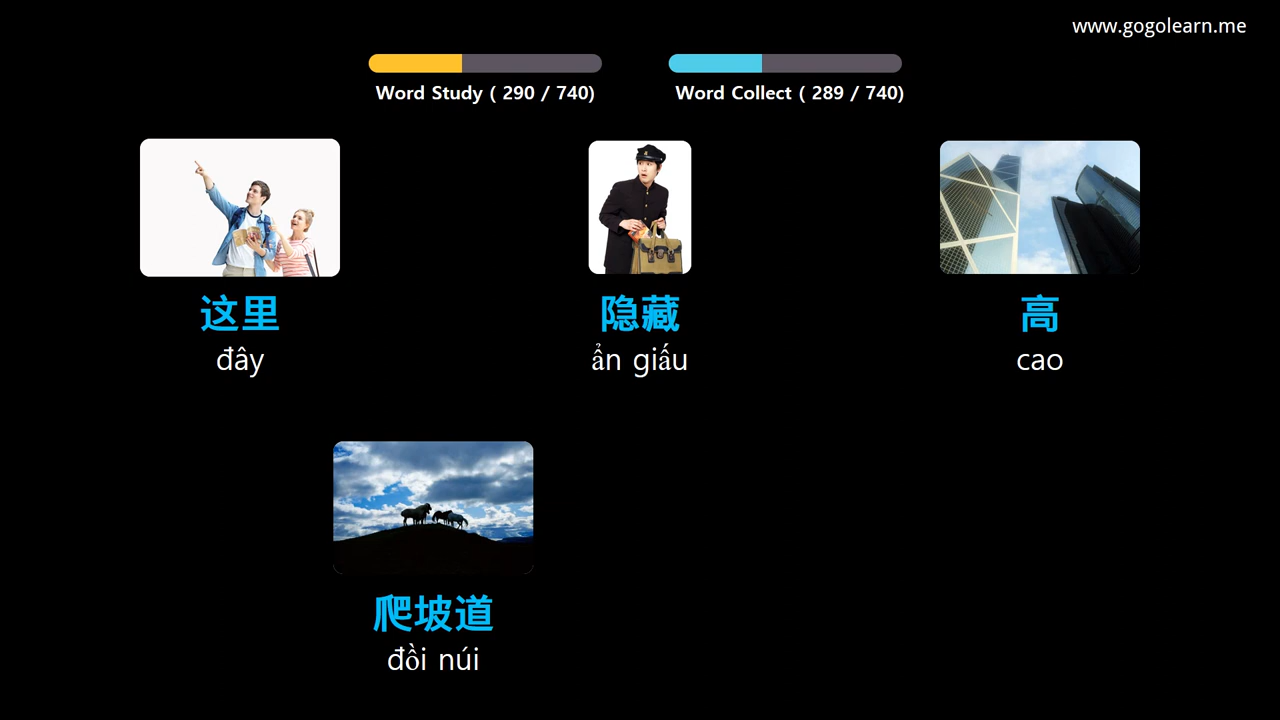 www.gogolearn.me
Word Study ( 290 / 740)
Word Collect ( 289 / 740)
这里
đây
隐藏
ẩn giấu
高
cao
爬坡道
đồi núi